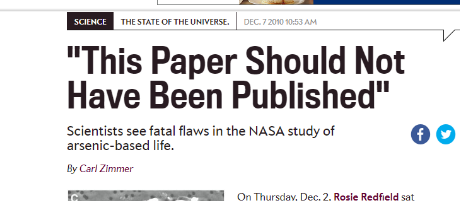 SCIENCE THE STATE OF THE UNIVERSE. DEC. 7 2010 10:53 AM
"This Paper Should Not
Have Been Published"
Scientists see fatal flaws in the NASA study of
arsenic-based life.
By Carl Zimmer
On Thursday, Dec. 2, Rosie Redfield sat